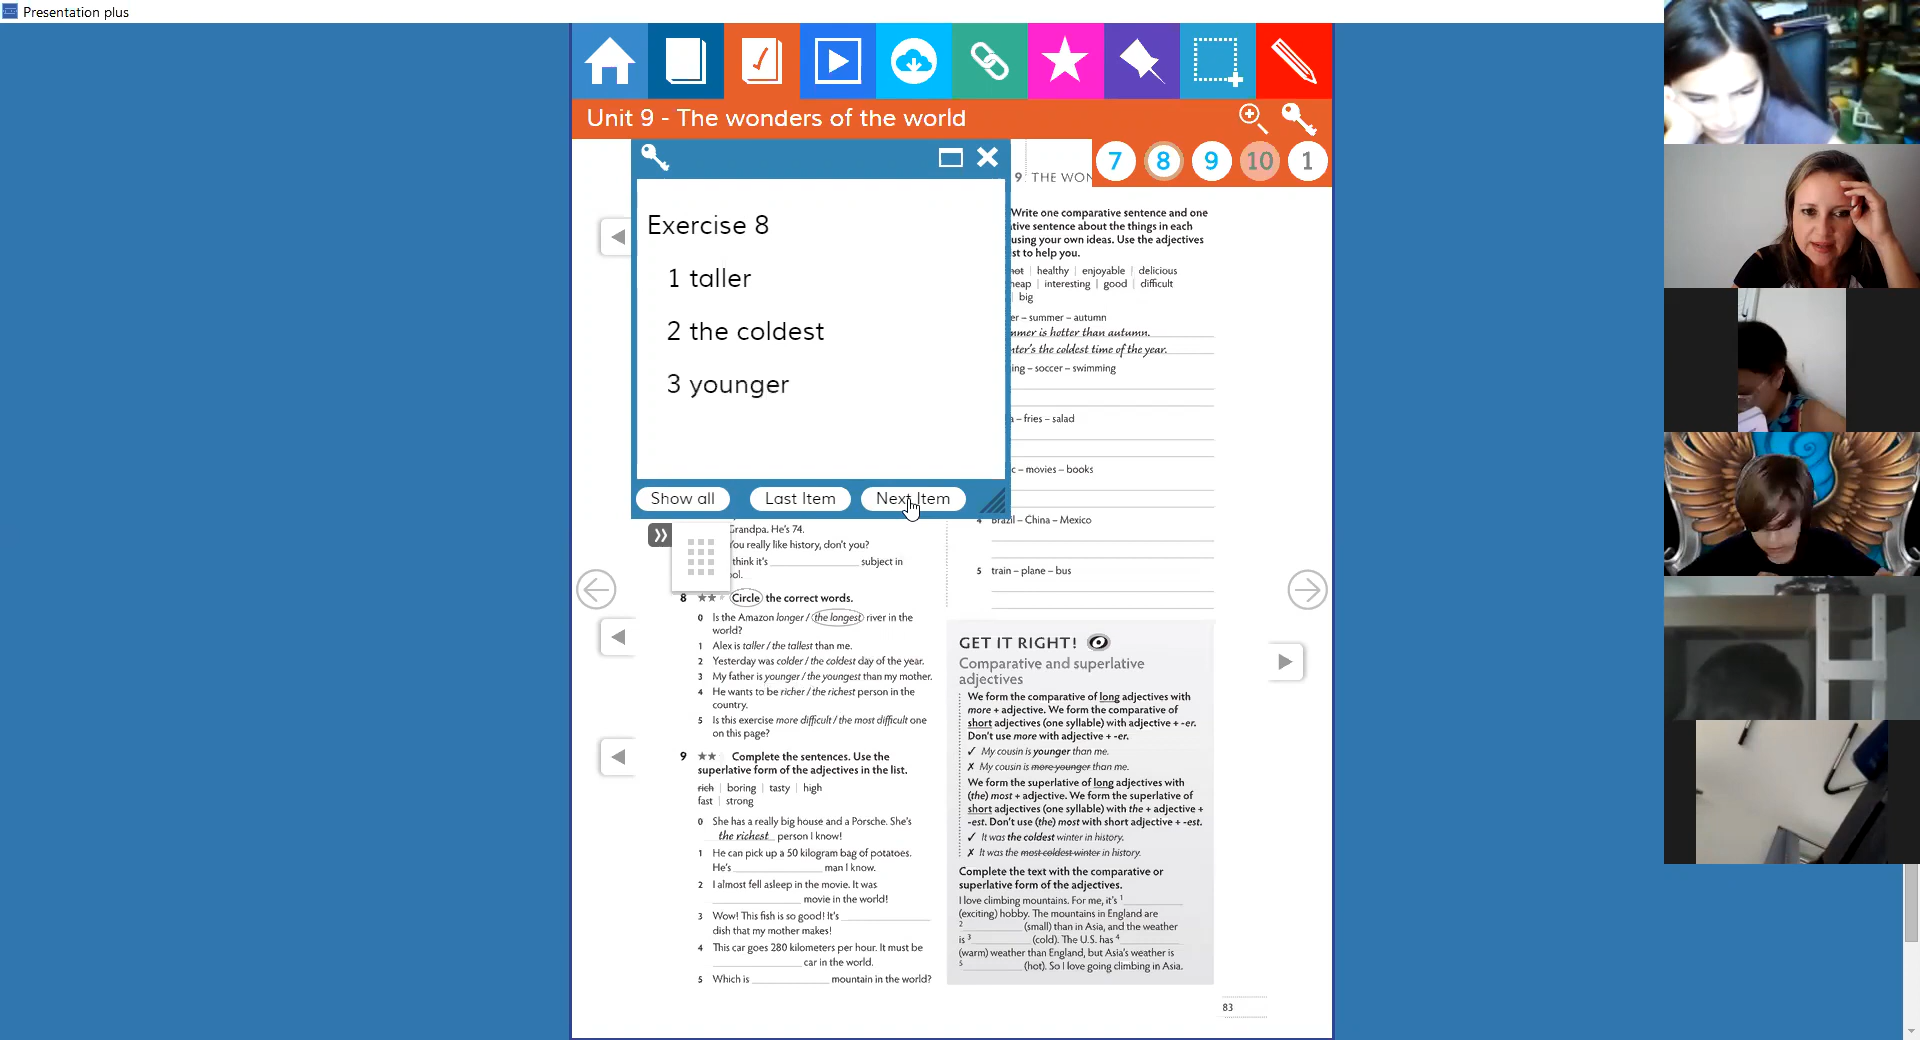 Presentation plus
Unit 9 - The wonders of the world
7 8 9 10 1
Exercise 8
1 taller
2 the coldest
3 younger
Show all
Last Item
Next Item
Grandpa. He's 74.
You really like history, don't you?
think it's ____ subject in
8 ★★★ Circle the correct words.
0 Is the Amazon longer / the longest river in the
world?
1 Alex is taller / the tallest than me.
2 Yesterday was colder / the coldest day of the year.
3 My father is younger / the youngest than my mother.
4 He wants to be richer / the richest person in the
country.
5 Is this exercise more difficult / the most difficult one
on this page?
9 ★★ Complete the sentences. Use the
superlative form of the adjectives in the list.
rich | boring | tasty | high
fast | strong
0 She has a really big house and a Porsche. She's
the richest person I know!
1 He can pick up a 50 kilogram bag of potatoes.
He's ____ man I know.
2 I almost fell asleep in the movie. It was
____ movie in the world!
3 Wow! This fish is so good! It's ____
dish that my mother makes!
4 This car goes 280 kilometers per hour. It must be
____ car in the world.
5 Which is ____ mountain in the world?
9 THE WON
Write one comparative sentence and one
ative sentence about the things in each
using your own ideas. Use the adjectives
st to help you.
hot | healthy | enjoyable | delicious
heap | interesting | good | difficult
| big
er – summer – autumn
mmer is hotter than autumn.
nter's the coldest time of the year.
ing – soccer – swimming
a – fries – salad
c – movies – books
4 Brazil – China – Mexico
5 train – plane – bus
GET IT RIGHT!
Comparative and superlative
adjectives
We form the comparative of long adjectives with
more + adjective. We form the comparative of
short adjectives (one syllable) with adjective + -er.
Don't use more with adjective + -er.
✓ My cousin is younger than me.
✗ My cousin is more younger than me.
We form the superlative of long adjectives with
(the) most + adjective. We form the superlative of
short adjectives (one syllable) with the + adjective +
-est. Don't use (the) most with short adjective + -est.
✓ It was the coldest winter in history.
✗ It was the most coldest winter in history.
Complete the text with the comparative or
superlative form of the adjectives.
I love climbing mountains. For me, it's 1 ____
(exciting) hobby. The mountains in England are
2 ____ (small) than in Asia, and the weather
is 3 ____ (cold). The U.S. has 4 ____
(warm) weather than England, but Asia's weather is
5 ____ (hot). So I love going climbing in Asia.
83